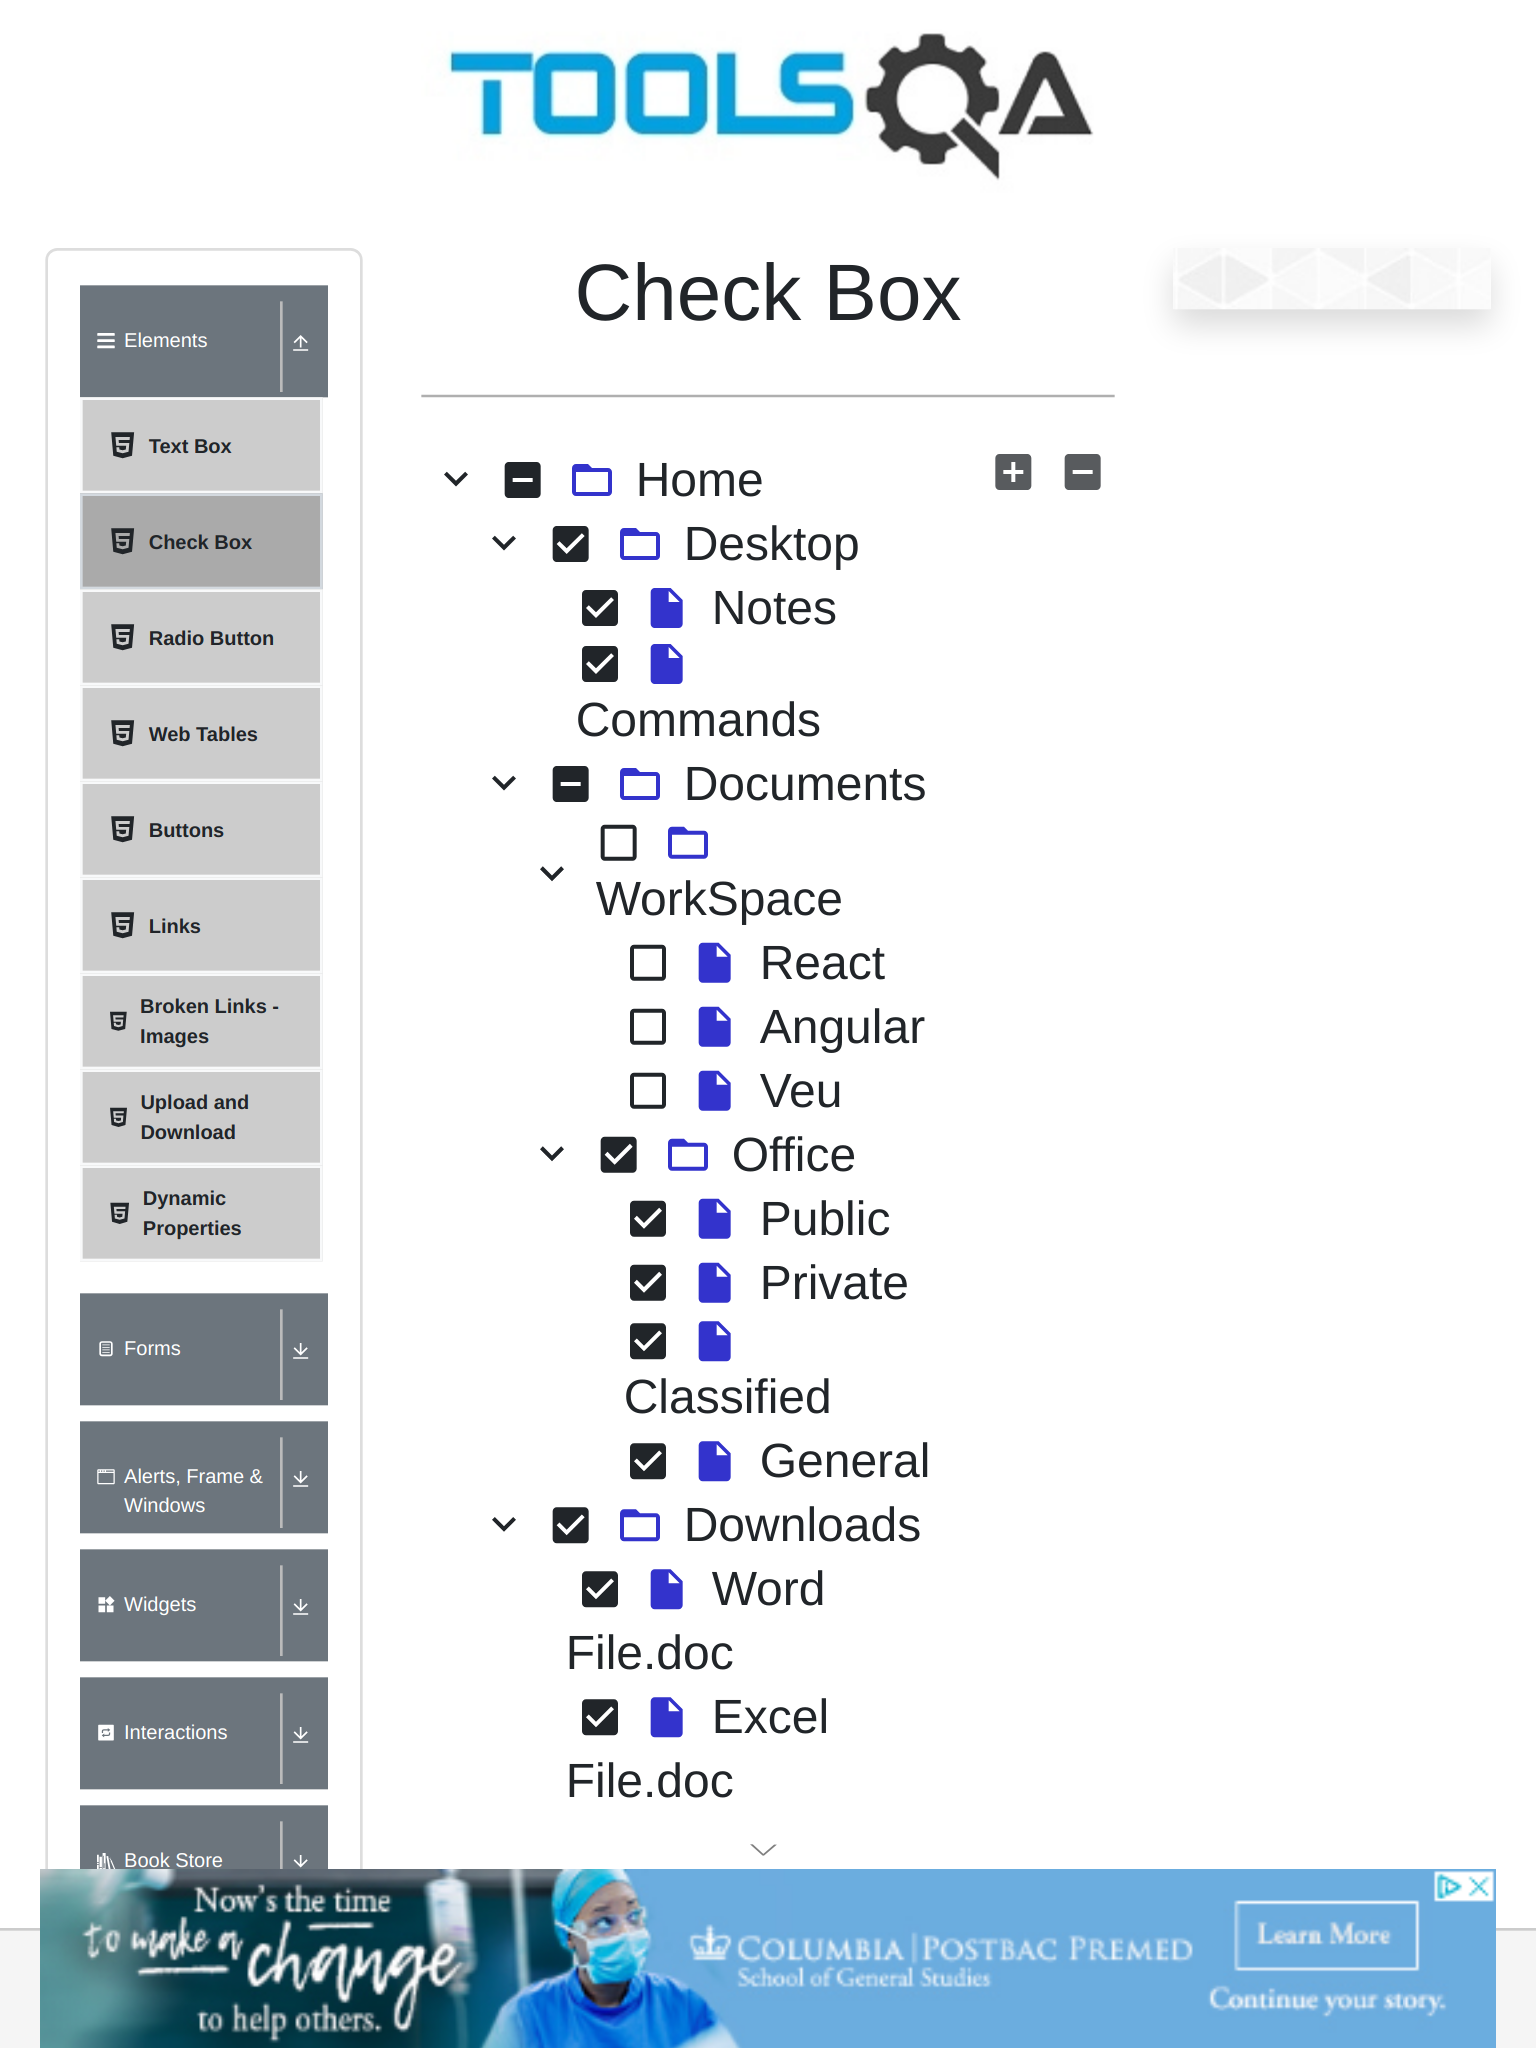 TOOLSQA
Check Box
Elements
Text Box
Check Box
Radio Button
Web Tables
Buttons
Links
Broken Links -
Images
Upload and
Download
Dynamic
Properties
Forms
Alerts, Frame &
Windows
Widgets
Interactions
Book Store
Home
Desktop
Notes
Commands
Documents
WorkSpace
React
Angular
Veu
Office
Public
Private
Classified
General
Downloads
Word
File.doc
Excel
File.doc
Now's the time
to make a change
to help others.
COLUMBIA | POSTBAC PREMED
School of General Studies
Learn More
Continue your story.